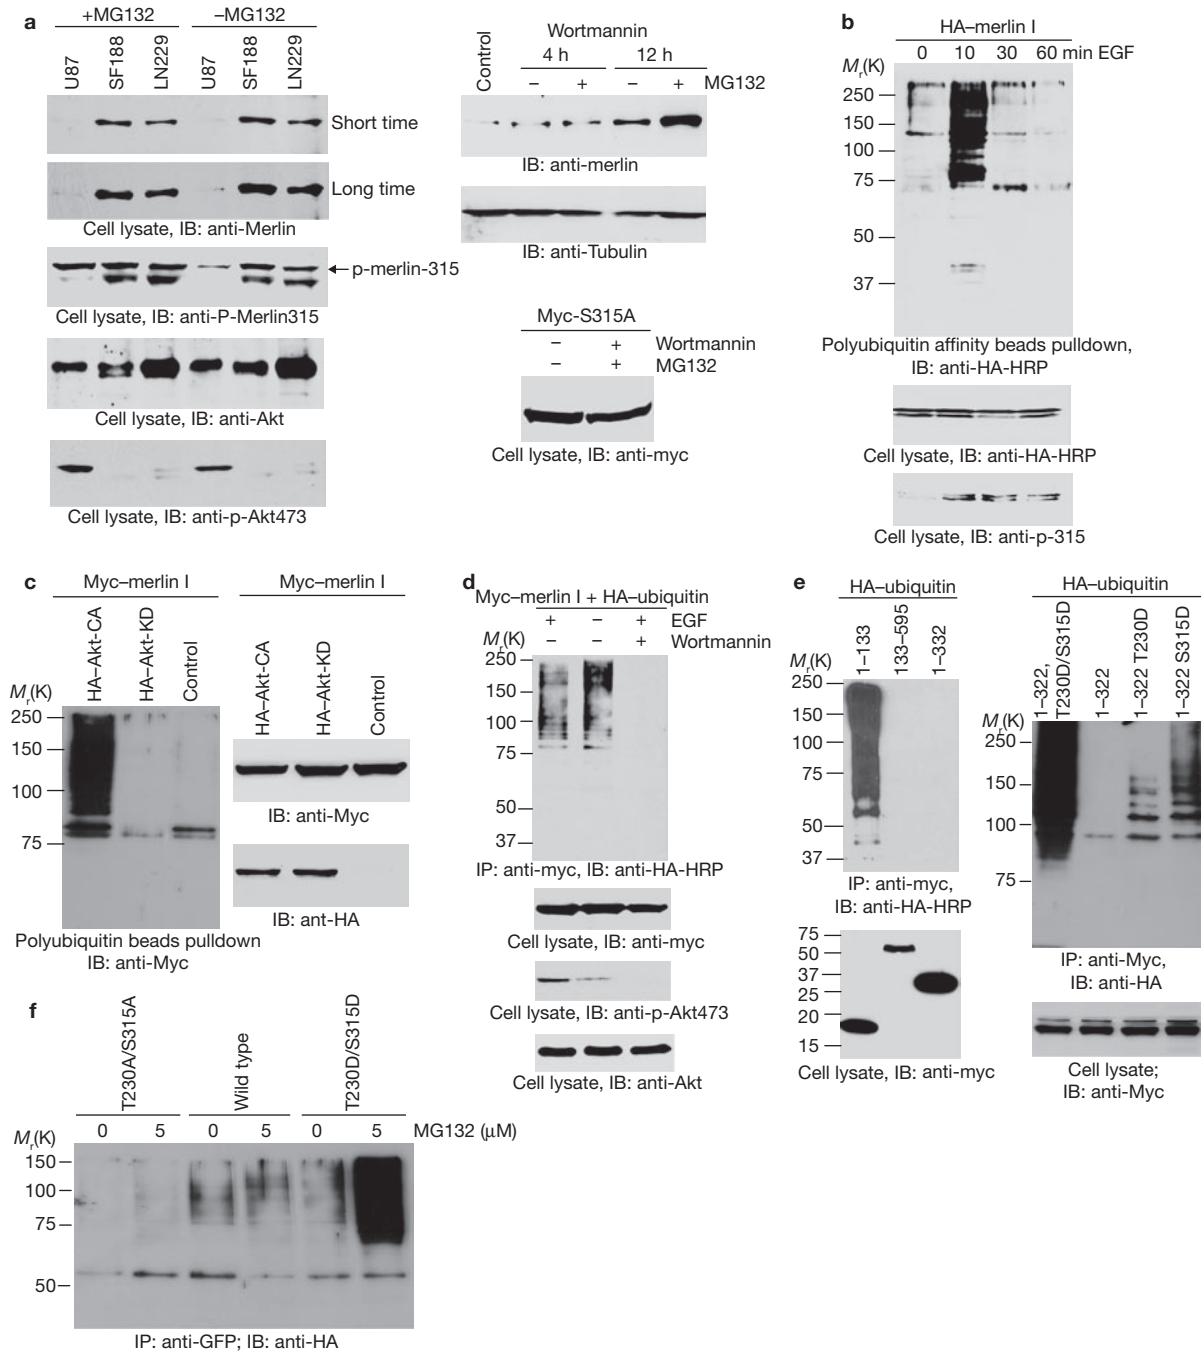 a
+MG132 –MG132
U87 SF188 LN229 U87 SF188 LN229
Short time
Long time
Cell lysate, IB: anti-Merlin
p-merlin-315
Cell lysate, IB: anti-P-Merlin315
Cell lysate, IB: anti-Akt
Cell lysate, IB: anti-p-Akt473
Wortmannin
Control 4 h 12 h
– + – + MG132
IB: anti-merlin
IB: anti-Tubulin
Myc-S315A
– + Wortmannin
– + MG132
Cell lysate, IB: anti-myc
b
HA–merlin I
0 10 30 60 min EGF
Mr(K)
250
150
100
75
50
37
Polyubiquitin affinity beads pulldown,
IB: anti-HA-HRP
Cell lysate, IB: anti-HA-HRP
Cell lysate, IB: anti-p-315
c
Myc–merlin I
HA–Akt-CA HA–Akt-KD Control
Mr(K)
250
150
100
75
Polyubiquitin beads pulldown
IB: anti-Myc
Myc–merlin I
HA–Akt-CA HA–Akt-KD Control
IB: anti-Myc
IB: ant-HA
d
Myc–merlin I + HA–ubiquitin
+ – + EGF
– – + Wortmannin
Mr(K)
250
150
100
75
50
37
IP: anti-myc, IB: anti-HA-HRP
Cell lysate, IB: anti-myc
Cell lysate, IB: anti-p-Akt473
Cell lysate, IB: anti-Akt
e
HA–ubiquitin
1–133 133–595 1–332
Mr(K)
250
150
100
75
50
37
IP: anti-myc,
IB: anti-HA-HRP
75
50
37
25
20
15
Cell lysate, IB: anti-myc
HA–ubiquitin
1–322, T230D/S315D 1–322 1–322 T230D 1–322 S315D
Mr(K)
250
150
100
75
IP: anti-Myc,
IB: anti-HA
Cell lysate;
IB: anti-Myc
f
T230A/S315A Wild type T230D/S315D
0 5 0 5 0 5 MG132 (µM)
Mr(K)
150
100
75
50
IP: anti-GFP; IB: anti-HA